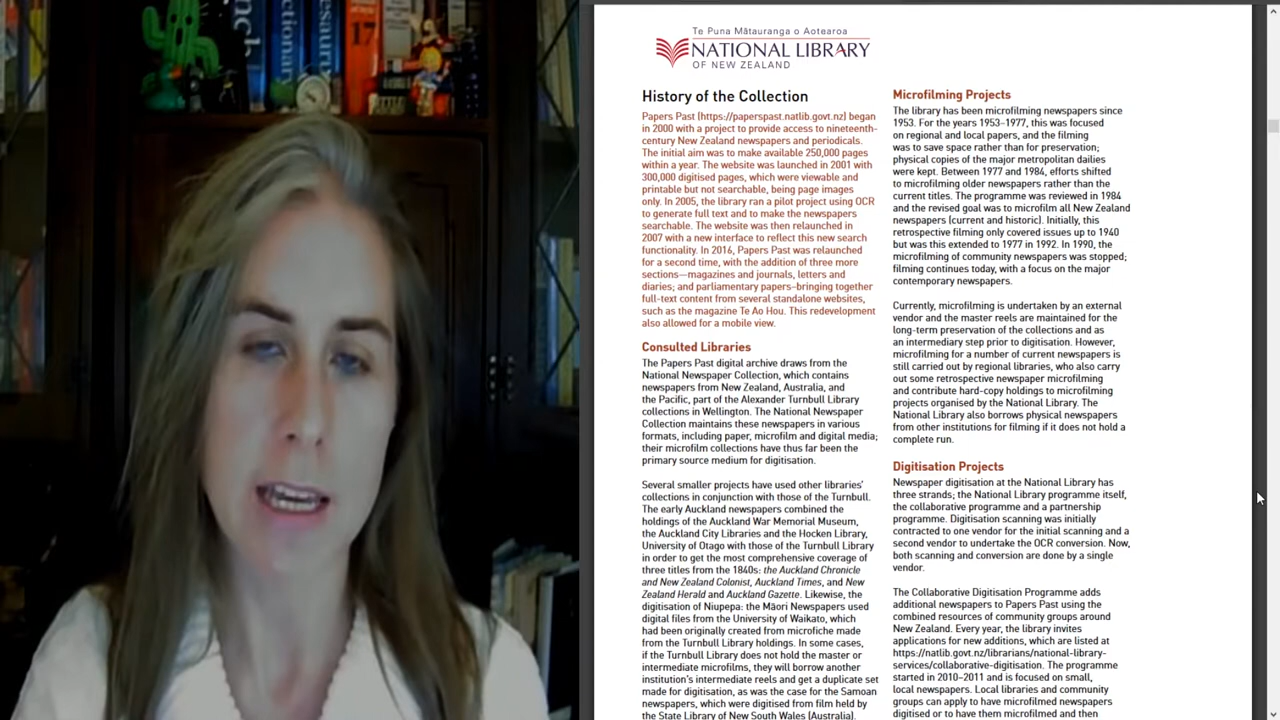 Dictionary
Te Puna Mātauranga o Aotearoa
NATIONAL LIBRARY
OF NEW ZEALAND
History of the Collection
Papers Past [https://paperspast.natlib.govt.nz] began
in 2000 with a project to provide access to nineteenth-
century New Zealand newspapers and periodicals.
The initial aim was to make available 250,000 pages
within a year. The website was launched in 2001 with
300,000 digitised pages, which were viewable and
printable but not searchable, being page images
only. In 2005, the library ran a pilot project using OCR
to generate full text and to make the newspapers
searchable. The website was then relaunched in
2007 with a new interface to reflect this new search
functionality. In 2016, Papers Past was relaunched
for a second time, with the addition of three more
sections—magazines and journals, letters and
diaries; and parliamentary papers–bringing together
full-text content from several standalone websites,
such as the magazine Te Ao Hou. This redevelopment
also allowed for a mobile view.
Consulted Libraries
The Papers Past digital archive draws from the
National Newspaper Collection, which contains
newspapers from New Zealand, Australia, and
the Pacific, part of the Alexander Turnbull Library
collections in Wellington. The National Newspaper
Collection maintains these newspapers in various
formats, including paper, microfilm and digital media;
their microfilm collections have thus far been the
primary source medium for digitisation.
Several smaller projects have used other libraries'
collections in conjunction with those of the Turnbull.
The early Auckland newspapers combined the
holdings of the Auckland War Memorial Museum,
the Auckland City Libraries and the Hocken Library,
University of Otago with those of the Turnbull Library
in order to get the most comprehensive coverage of
three titles from the 1840s: the Auckland Chronicle
and New Zealand Colonist, Auckland Times, and New
Zealand Herald and Auckland Gazette. Likewise, the
digitisation of Niupepa: the Māori Newspapers used
digital files from the University of Waikato, which
had been originally created from microfiche made
from the Turnbull Library holdings. In some cases,
if the Turnbull Library does not hold the master or
intermediate microfilms, they will borrow another
institution's intermediate reels and get a duplicate set
made for digitisation, as was the case for the Samoan
newspapers, which were digitised from film held by
the State Library of New South Wales (Australia).
Microfilming Projects
The library has been microfilming newspapers since
1953. For the years 1953–1977, this was focused
on regional and local papers, and the filming
was to save space rather than for preservation;
physical copies of the major metropolitan dailies
were kept. Between 1977 and 1984, efforts shifted
to microfilming older newspapers rather than the
current titles. The programme was reviewed in 1984
and the revised goal was to microfilm all New Zealand
newspapers (current and historic). Initially, this
retrospective filming only covered issues up to 1940
but was this extended to 1977 in 1992. In 1990, the
microfilming of community newspapers was stopped;
filming continues today, with a focus on the major
contemporary newspapers.
Currently, microfilming is undertaken by an external
vendor and the master reels are maintained for the
long-term preservation of the collections and as
an intermediary step prior to digitisation. However,
microfilming for a number of current newspapers is
still carried out by regional libraries, who also carry
out some retrospective newspaper microfilming
and contribute hard-copy holdings to microfilming
projects organised by the National Library. The
National Library also borrows physical newspapers
from other institutions for filming if it does not hold a
complete run.
Digitisation Projects
Newspaper digitisation at the National Library has
three strands; the National Library programme itself,
the collaborative programme and a partnership
programme. Digitisation scanning was initially
contracted to one vendor for the initial scanning and a
second vendor to undertake the OCR conversion. Now,
both scanning and conversion are done by a single
vendor.
The Collaborative Digitisation Programme adds
additional newspapers to Papers Past using the
combined resources of community groups around
New Zealand. Every year, the library invites
applications for new additions, which are listed at
https://natlib.govt.nz/librarians/national-library-
services/collaborative-digitisation. The programme
started in 2010–2011 and is focused on small,
local newspapers. Local libraries and community
groups can apply to have microfilmed newspapers
digitised or to have them microfilmed and then